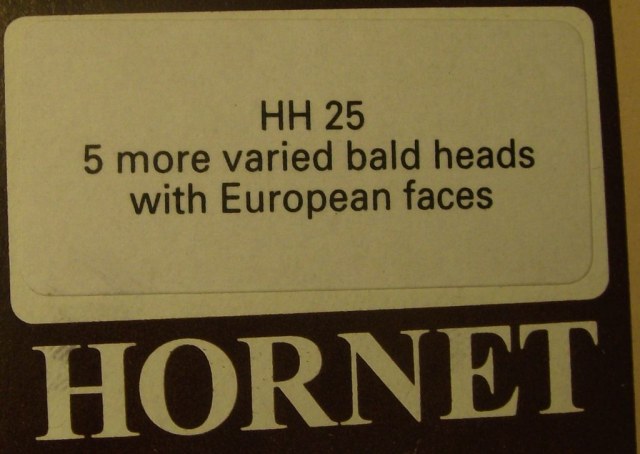 HH 25
5 more varied bald heads
with European faces
HORNET